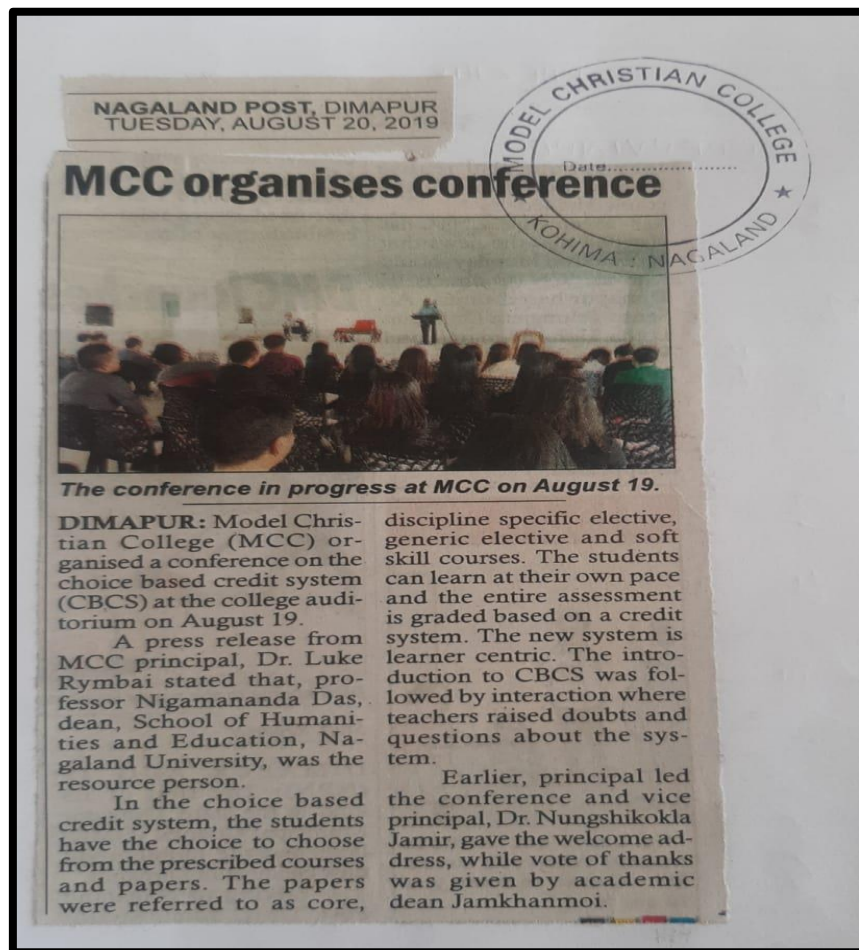 NAGALAND POST, DIMAPUR
TUESDAY, AUGUST 20, 2019
MODEL CHRISTIAN COLLEGE
Date........................
★ KOHIMA : NAGALAND ★
MCC organises conference
The conference in progress at MCC on August 19.
DIMAPUR: Model Chris-
tian College (MCC) or-
ganised a conference on the
choice based credit system
(CBCS) at the college audi-
torium on August 19.
A press release from
MCC principal, Dr. Luke
Rymbai stated that, pro-
fessor Nigamananda Das,
dean, School of Humani-
ties and Education, Na-
galand University, was the
resource person.
In the choice based
credit system, the students
have the choice to choose
from the prescribed courses
and papers. The papers
were referred to as core,
discipline specific elective,
generic elective and soft
skill courses. The students
can learn at their own pace
and the entire assessment
is graded based on a credit
system. The new system is
learner centric. The intro-
duction to CBCS was fol-
lowed by interaction where
teachers raised doubts and
questions about the sys-
tem.
Earlier, principal led
the conference and vice
principal, Dr. Nungshikokla
Jamir, gave the welcome ad-
dress, while vote of thanks
was given by academic
dean Jamkhanmoi.